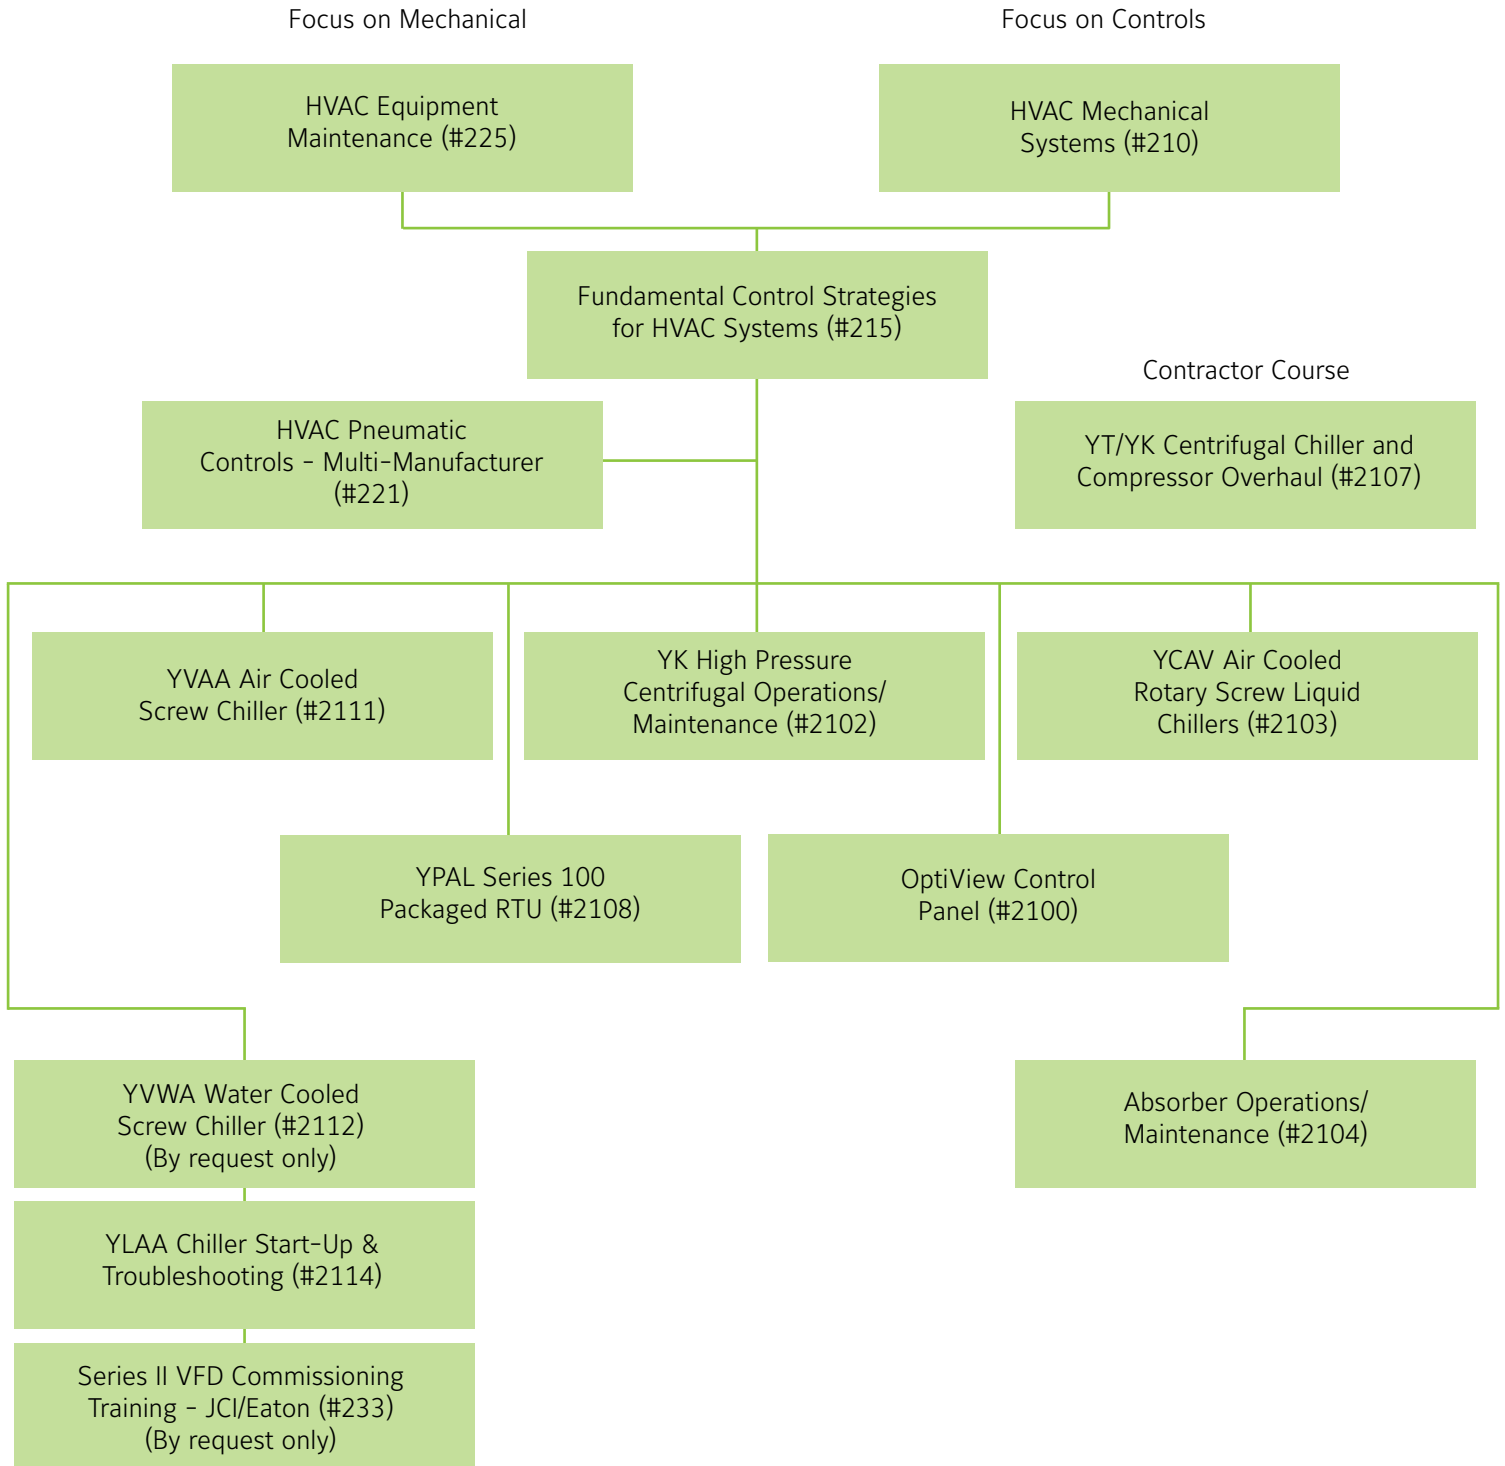 Focus on Mechanical
Focus on Controls
HVAC Equipment
Maintenance (#225)
HVAC Mechanical
Systems (#210)
Fundamental Control Strategies
for HVAC Systems (#215)
Contractor Course
HVAC Pneumatic
Controls - Multi-Manufacturer
(#221)
YT/YK Centrifugal Chiller and
Compressor Overhaul (#2107)
YVAA Air Cooled
Screw Chiller (#2111)
YK High Pressure
Centrifugal Operations/
Maintenance (#2102)
YCAV Air Cooled
Rotary Screw Liquid
Chillers (#2103)
YPAL Series 100
Packaged RTU (#2108)
OptiView Control
Panel (#2100)
YVWA Water Cooled
Screw Chiller (#2112)
(By request only)
Absorber Operations/
Maintenance (#2104)
YLAA Chiller Start-Up &
Troubleshooting (#2114)
Series II VFD Commissioning
Training - JCI/Eaton (#233)
(By request only)